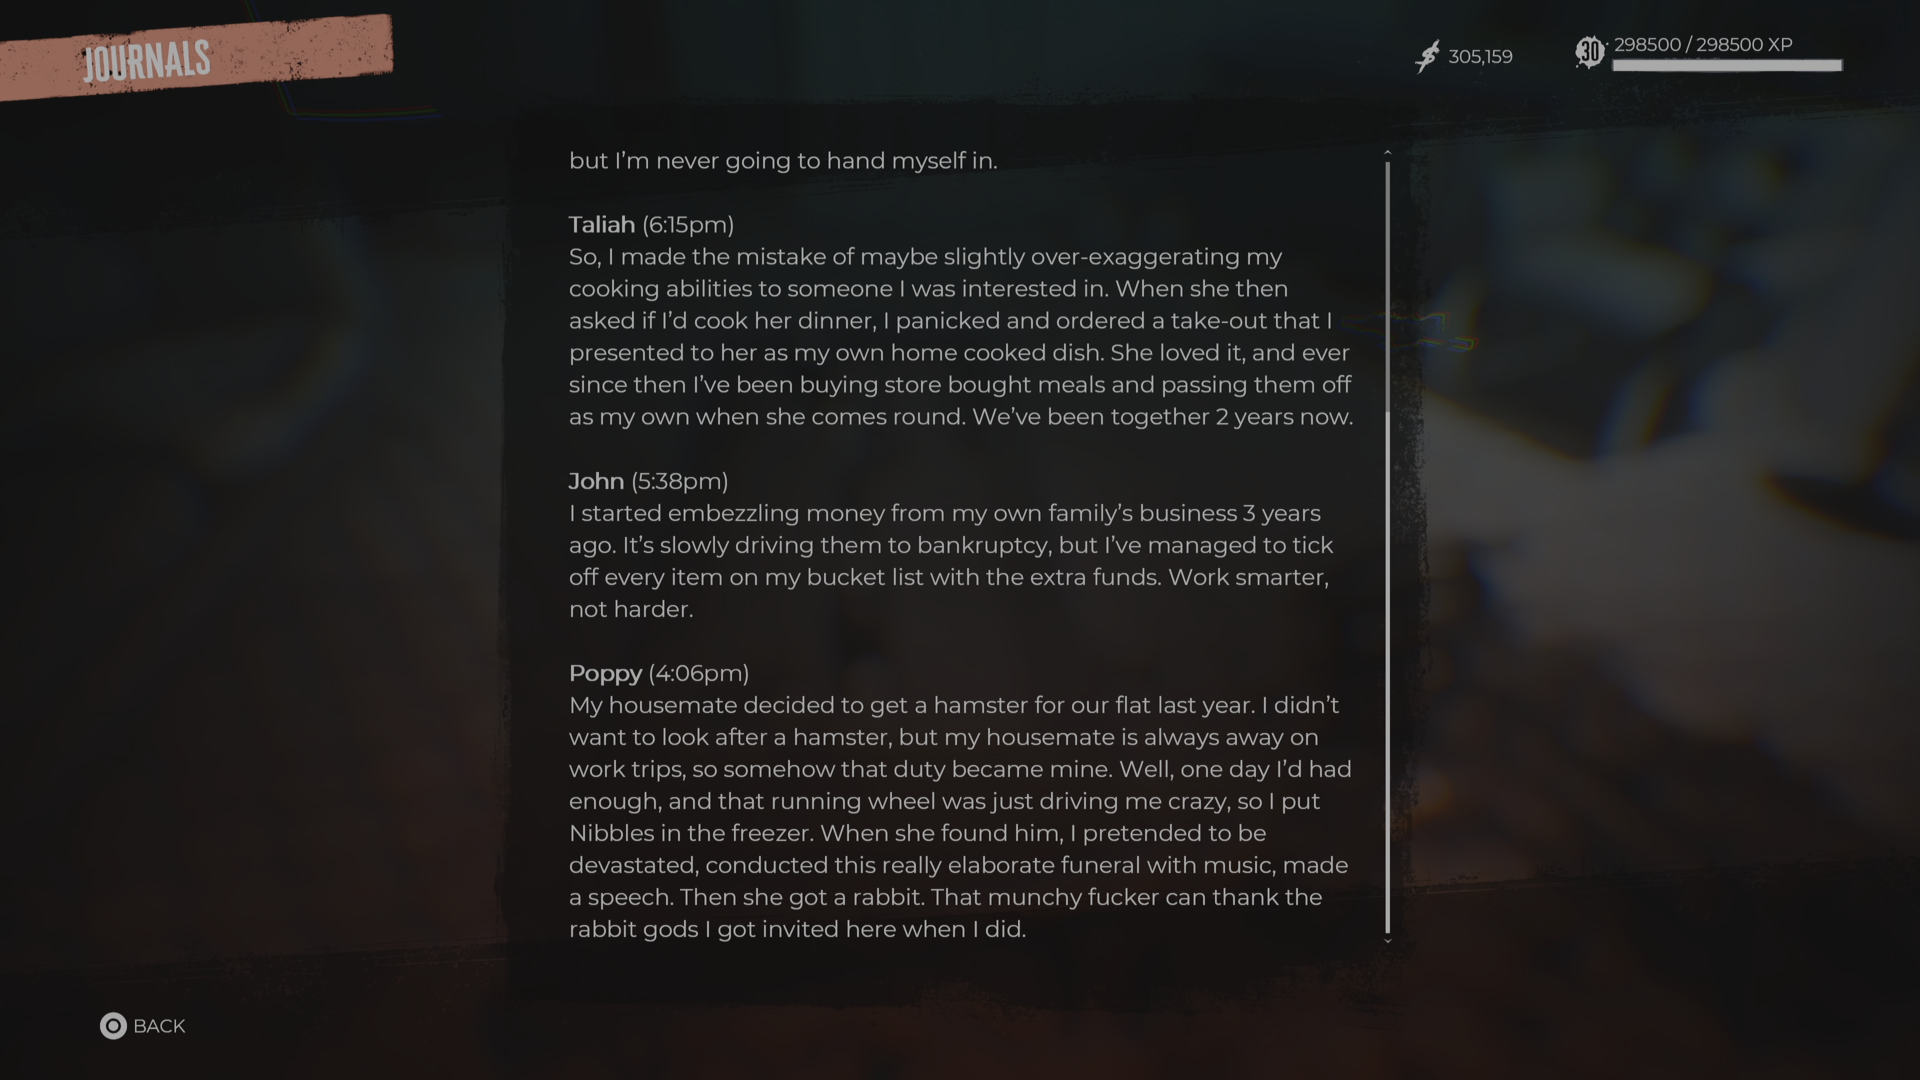 JOURNALS
305,159
30
298500 / 298500 XP
but I'm never going to hand myself in.
Taliah (6:15pm)
So, I made the mistake of maybe slightly over-exaggerating my
cooking abilities to someone I was interested in. When she then
asked if I'd cook her dinner, I panicked and ordered a take-out that I
presented to her as my own home cooked dish. She loved it, and ever
since then I've been buying store bought meals and passing them off
as my own when she comes round. We've been together 2 years now.
John (5:38pm)
I started embezzling money from my own family's business 3 years
ago. It's slowly driving them to bankruptcy, but I've managed to tick
off every item on my bucket list with the extra funds. Work smarter,
not harder.
Poppy (4:06pm)
My housemate decided to get a hamster for our flat last year. I didn't
want to look after a hamster, but my housemate is always away on
work trips, so somehow that duty became mine. Well, one day I'd had
enough, and that running wheel was just driving me crazy, so I put
Nibbles in the freezer. When she found him, I pretended to be
devastated, conducted this really elaborate funeral with music, made
a speech. Then she got a rabbit. That munchy fucker can thank the
rabbit gods I got invited here when I did.
BACK